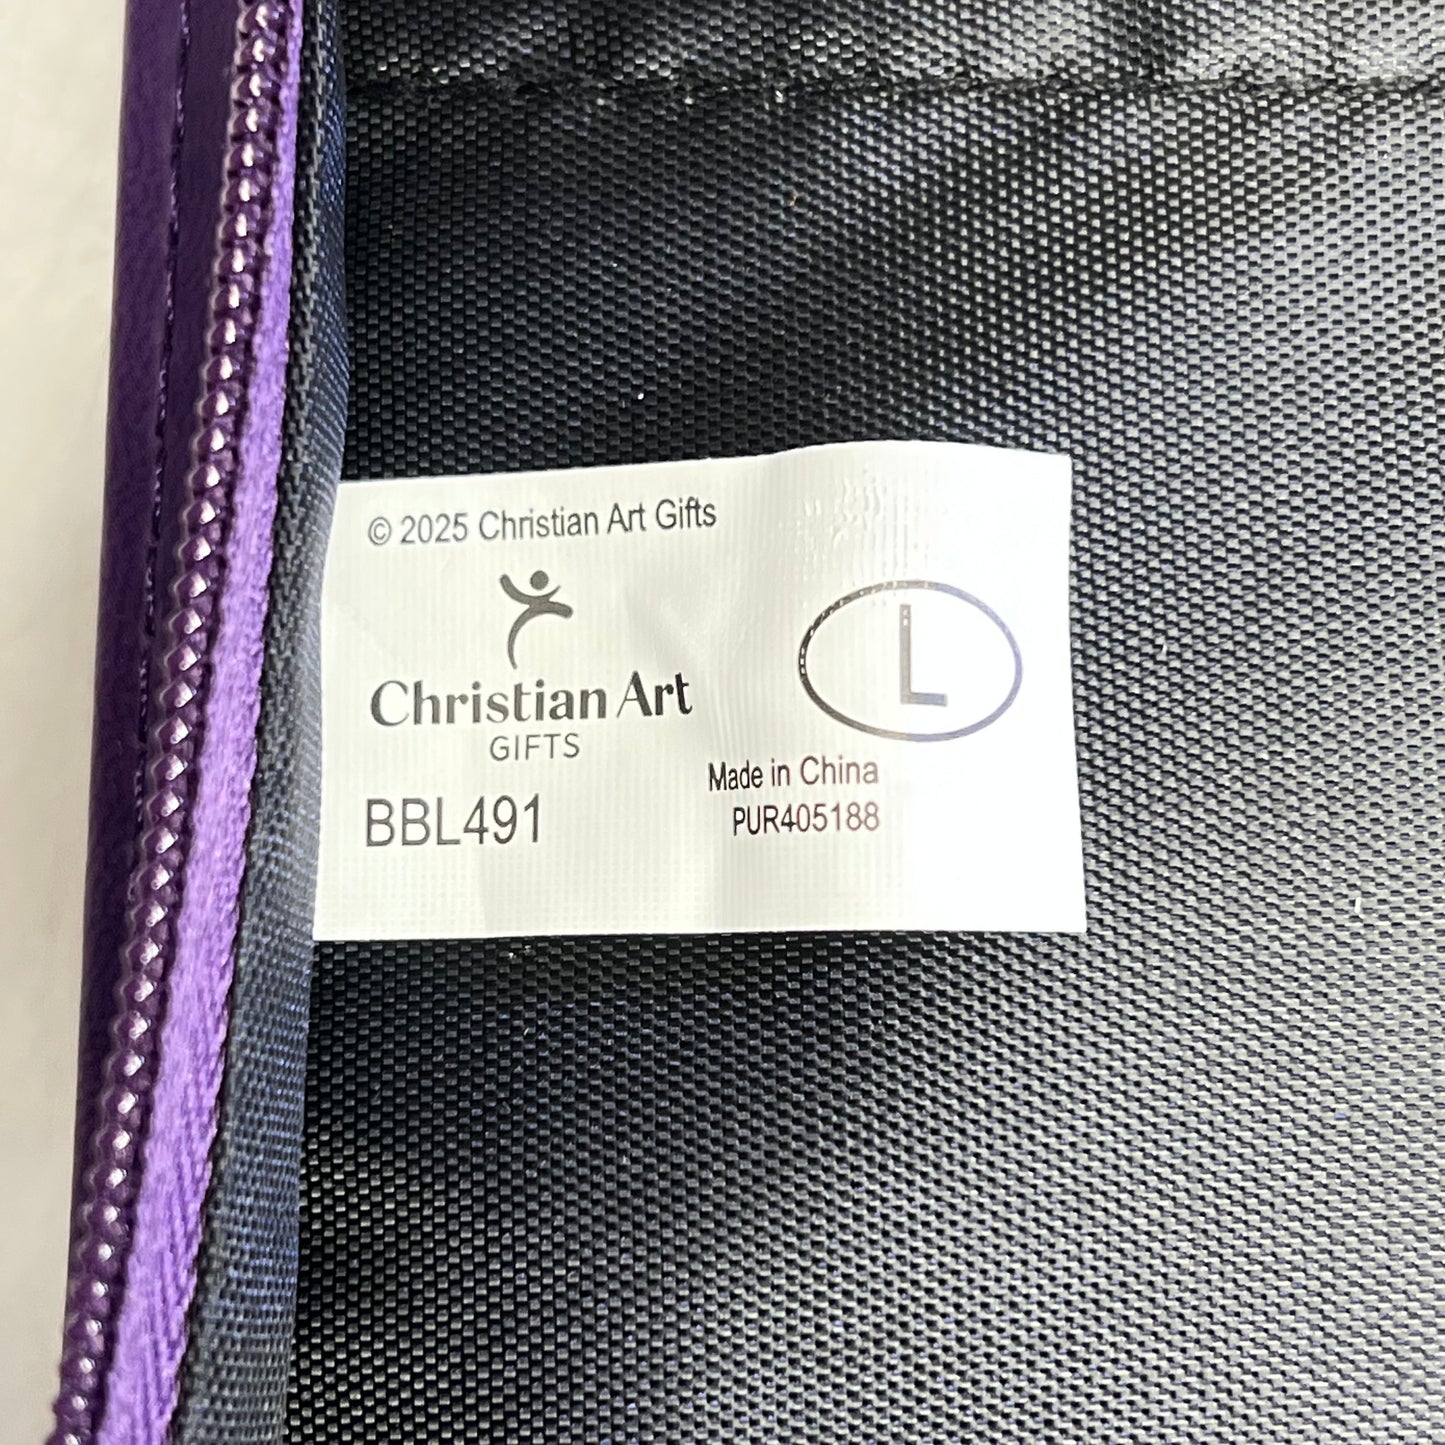 © 2025 Christian Art Gifts
L
Christian Art
GIFTS
Made in China
BBL491
PUR405188